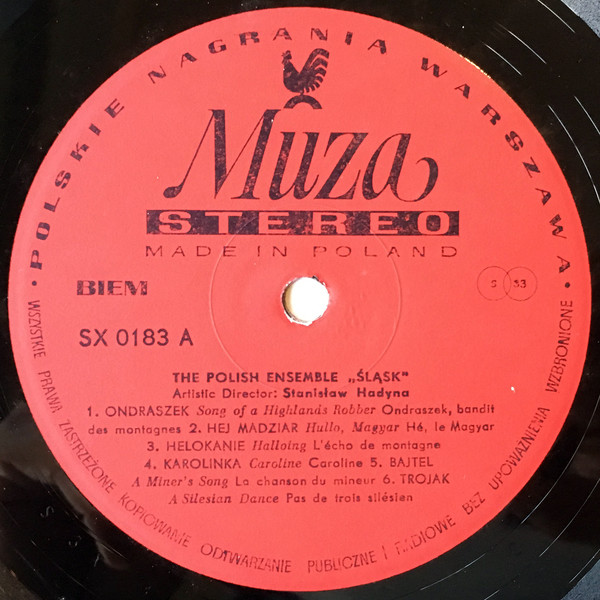 • POLSKIE NAGRANIA WARSZAWA •
Muza
STEREO
MADE IN POLAND
BIEM
S 33
SX 0183 A
THE POLISH ENSEMBLE „ŚLĄSK"
Artistic Director: Stanisław Hadyna
1. ONDRASZEK Song of a Highlands Robber Ondraszek, bandit
des montagnes 2. HEJ MADZIAR Hullo, Magyar Hé, le Magyar
3. HELOKANIE Halloing L'écho de montagne
4. KAROLINKA Caroline Caroline 5. BAJTEL
A Miner's Song La chanson du mineur 6. TROJAK
A Silesian Dance Pas de trois silésien
WSZYSTKIE PRAWA ZASTRZEŻONE KOPIOWANIE ODTWARZANIE PUBLICZNE I RADIOWE BEZ UPOWAŻNIENIA WZBRONIONE